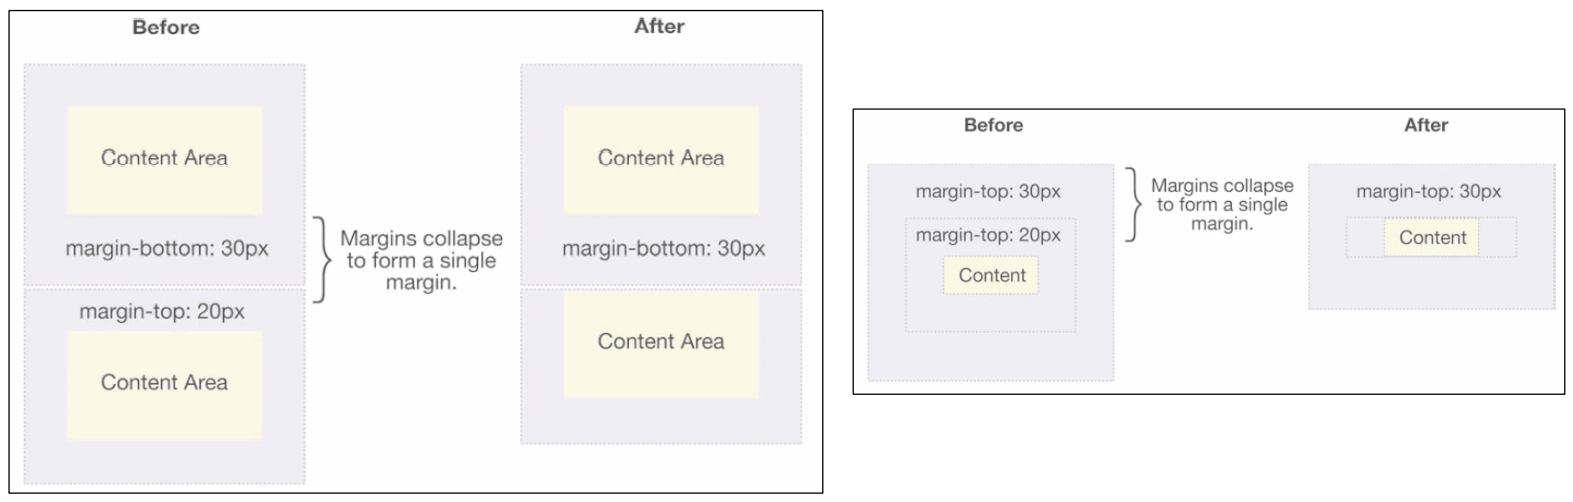 Before
After
Content Area
Content Area
margin-bottom: 30px
Margins collapse
to form a single
margin.
margin-bottom: 30px
margin-top: 20px
Content Area
Content Area
Before
After
margin-top: 30px
Margins collapse
to form a single
margin.
margin-top: 30px
margin-top: 20px
Content
Content